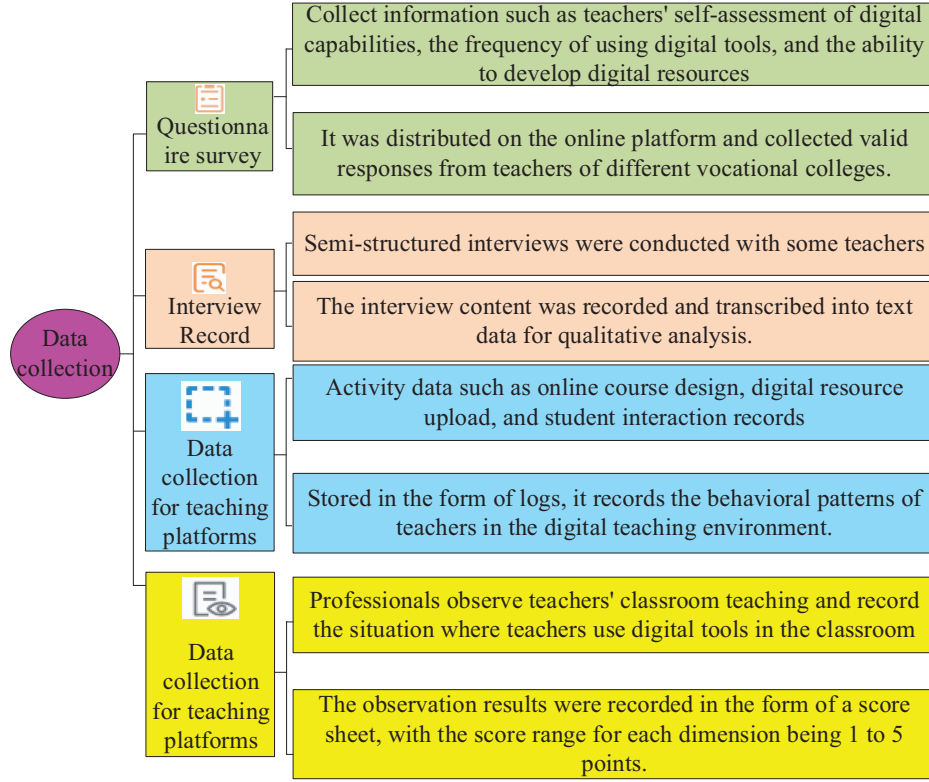 Data
collection
Questionna
ire survey
Collect information such as teachers' self-assessment of digital
capabilities, the frequency of using digital tools, and the ability
to develop digital resources
It was distributed on the online platform and collected valid
responses from teachers of different vocational colleges.
Interview
Record
Semi-structured interviews were conducted with some teachers
The interview content was recorded and transcribed into text
data for qualitative analysis.
Data
collection
for teaching
platforms
Activity data such as online course design, digital resource
upload, and student interaction records
Stored in the form of logs, it records the behavioral patterns of
teachers in the digital teaching environment.
Data
collection
for teaching
platforms
Professionals observe teachers' classroom teaching and record
the situation where teachers use digital tools in the classroom
The observation results were recorded in the form of a score
sheet, with the score range for each dimension being 1 to 5
points.